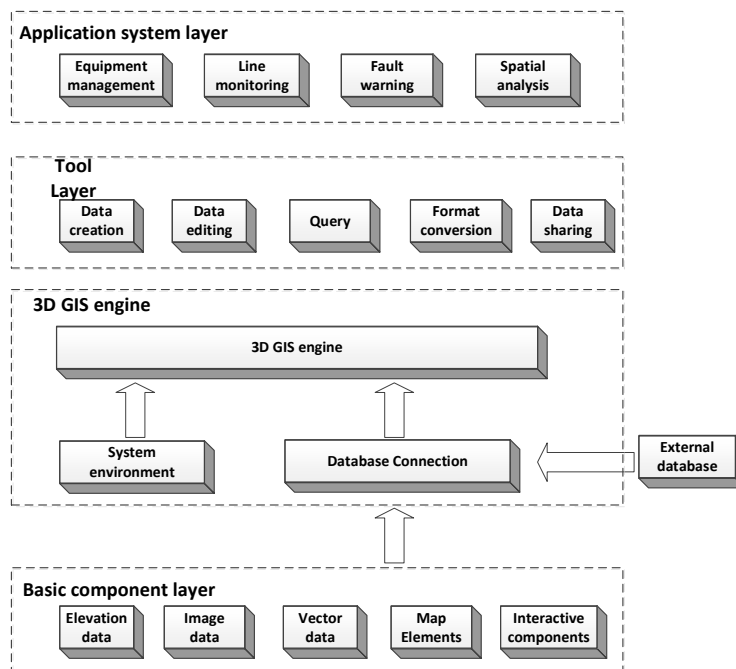 Application system layer
Equipment
management
Line
monitoring
Fault
warning
Spatial
analysis
Tool
Layer
Data
creation
Data
editing
Query
Format
conversion
Data
sharing
3D GIS engine
3D GIS engine
System
environment
Database Connection
External
database
Basic component layer
Elevation
data
Image
data
Vector
data
Map
Elements
Interactive
components